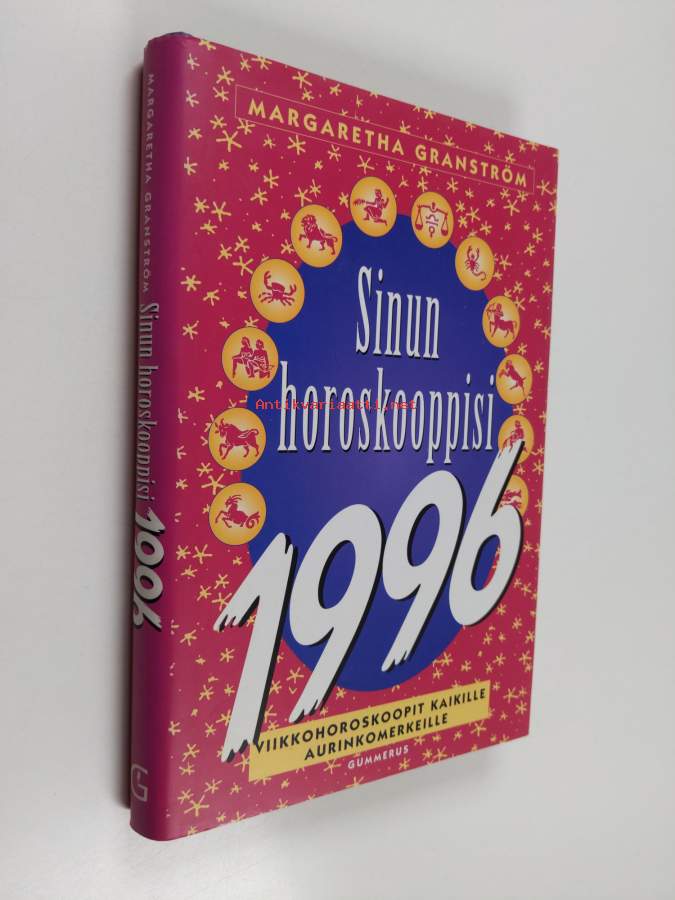 MARGARETHA GRANSTRÖM
Sinun
horoskooppisi
1996
VIIKKOHOROSKOOPIT KAIKILLE
AURINKOMERKEILLE
GUMMERUS
MARGARETHA GRANSTRÖM Sinun horoskooppisi 1996
G
Antikvariaatti.net